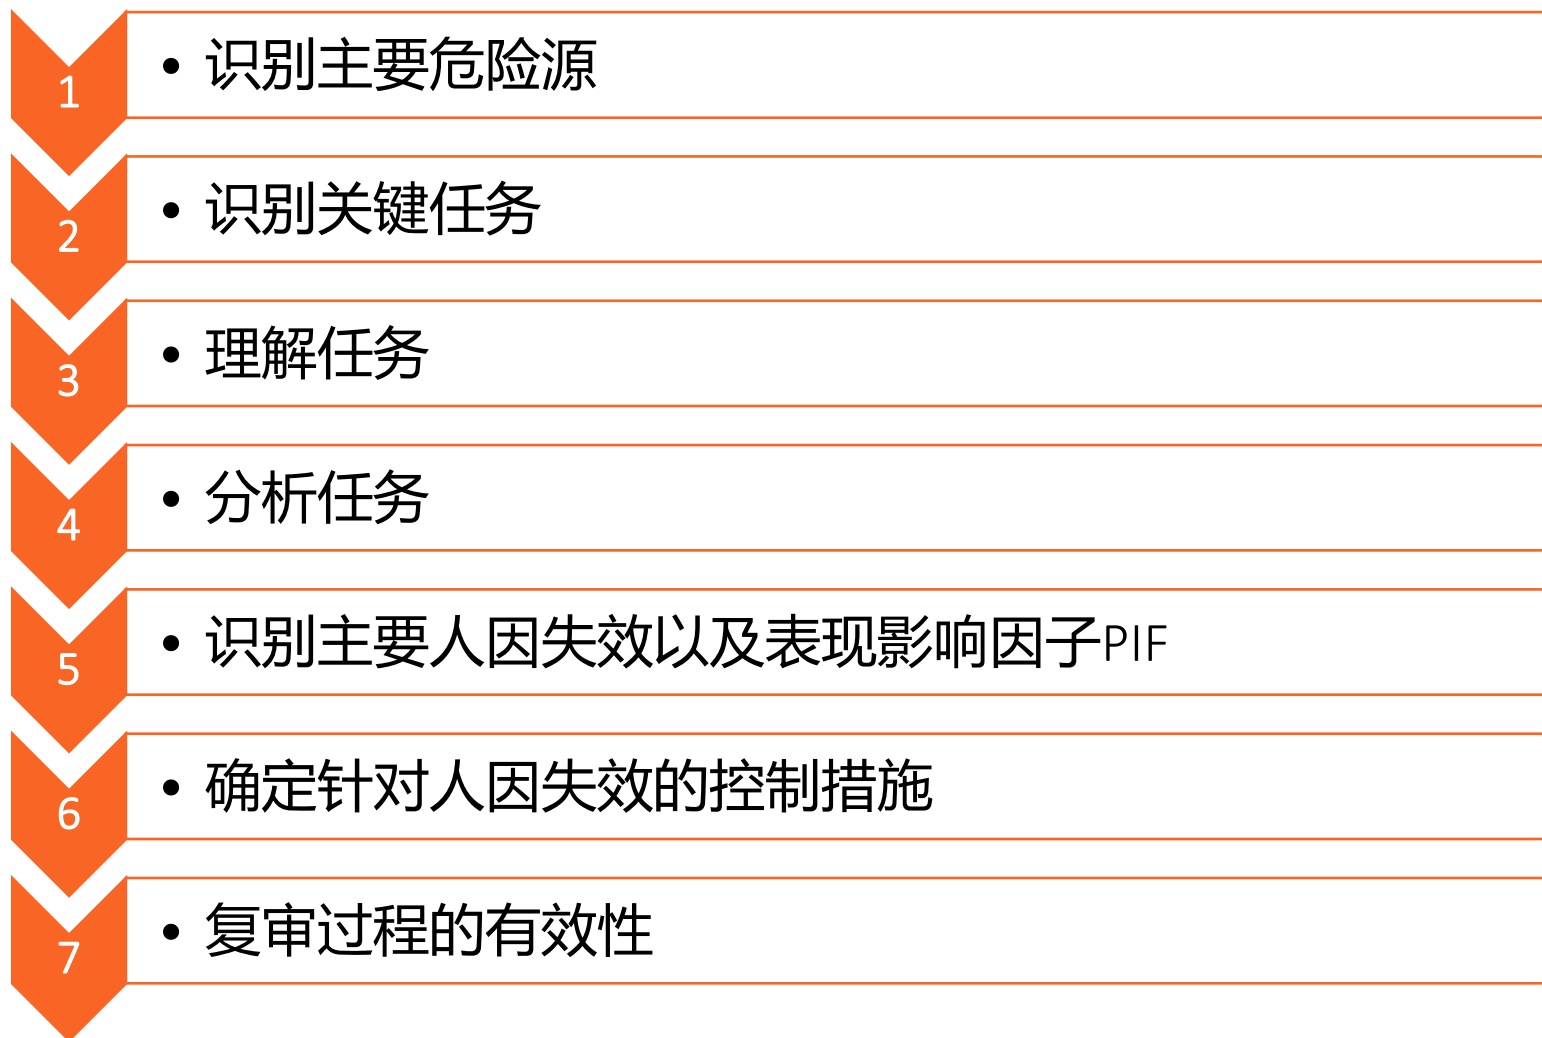 1
• 识别主要危险源
2
• 识别关键任务
3
• 理解任务
4
• 分析任务
5
• 识别主要人因失效以及表现影响因子PIF
6
• 确定针对人因失效的控制措施
7
• 复审过程的有效性